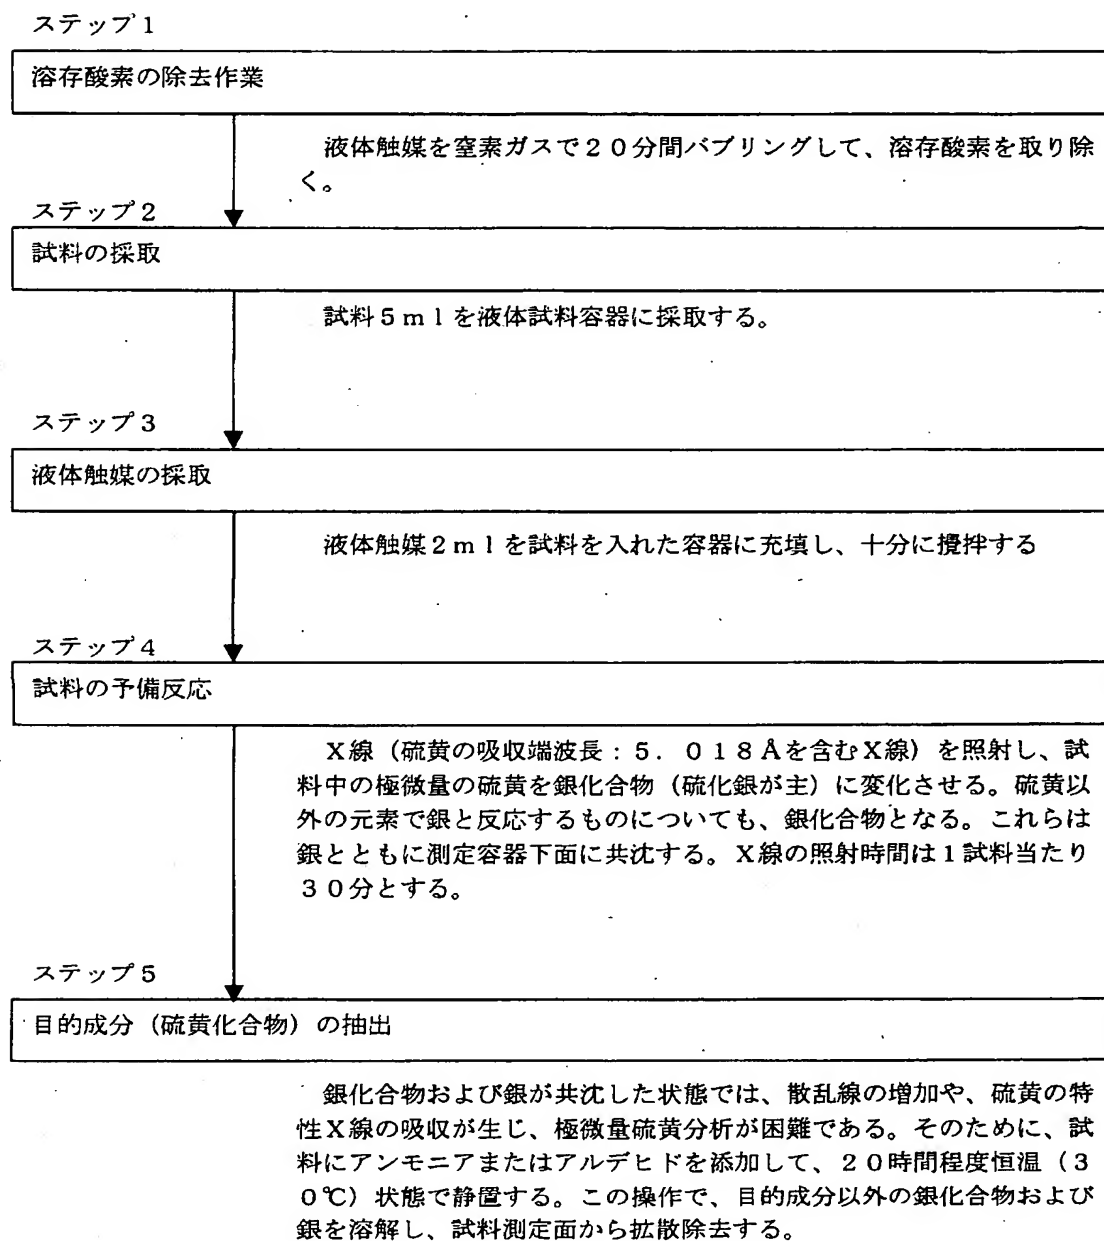 ステップ１
溶存酸素の除去作業
液体触媒を窒素ガスで２０分間バブリングして、溶存酸素を取り除
く。
ステップ２
試料の採取
試料５ｍｌを液体試料容器に採取する。
ステップ３
液体触媒の採取
液体触媒２ｍｌを試料を入れた容器に充填し、十分に攪拌する
ステップ４
試料の予備反応
Ｘ線（硫黄の吸収端波長：５．０１８Åを含むＸ線）を照射し、試
料中の極微量の硫黄を銀化合物（硫化銀が主）に変化させる。硫黄以
外の元素で銀と反応するものについても、銀化合物となる。これらは
銀とともに測定容器下面に共沈する。Ｘ線の照射時間は１試料当たり
３０分とする。
ステップ５
目的成分（硫黄化合物）の抽出
銀化合物および銀が共沈した状態では、散乱線の増加や、硫黄の特
性Ｘ線の吸収が生じ、極微量硫黄分析が困難である。そのために、試
料にアンモニアまたはアルデヒドを添加して、２０時間程度恒温（３
０℃）状態で静置する。この操作で、目的成分以外の銀化合物および
銀を溶解し、試料測定面から拡散除去する。